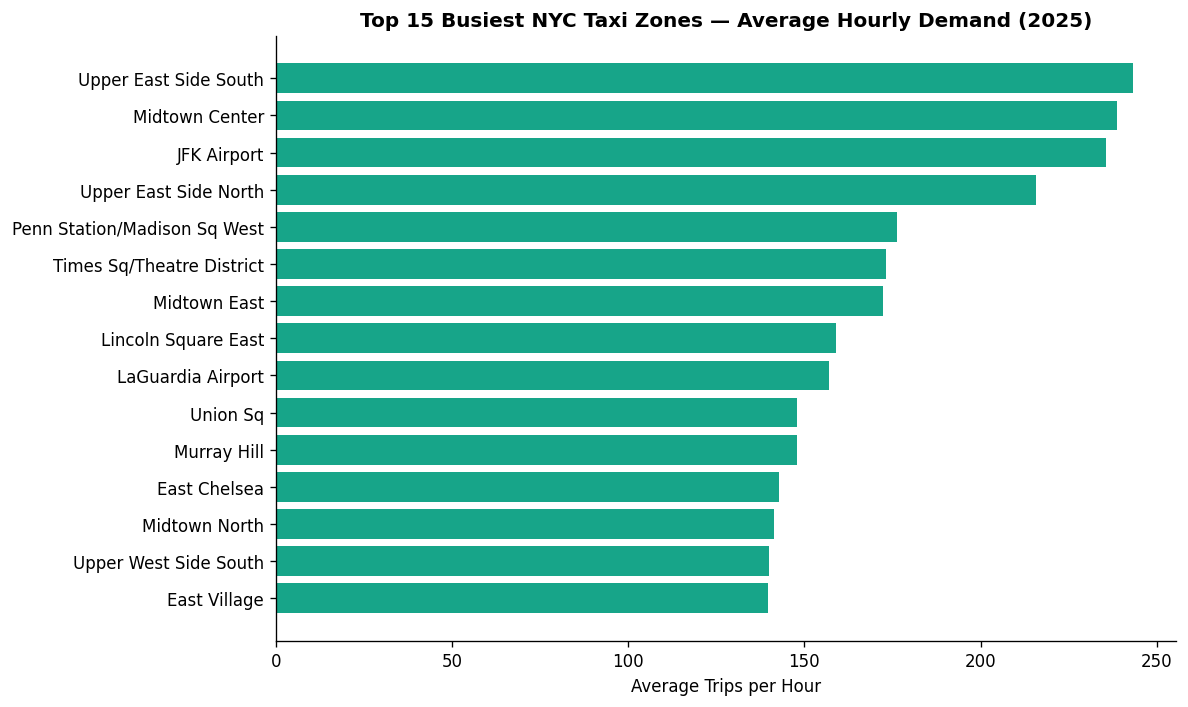 Top 15 Busiest NYC Taxi Zones — Average Hourly Demand (2025)
Upper East Side South
Midtown Center
JFK Airport
Upper East Side North
Penn Station/Madison Sq West
Times Sq/Theatre District
Midtown East
Lincoln Square East
LaGuardia Airport
Union Sq
Murray Hill
East Chelsea
Midtown North
Upper West Side South
East Village
0 50 100 150 200 250
Average Trips per Hour